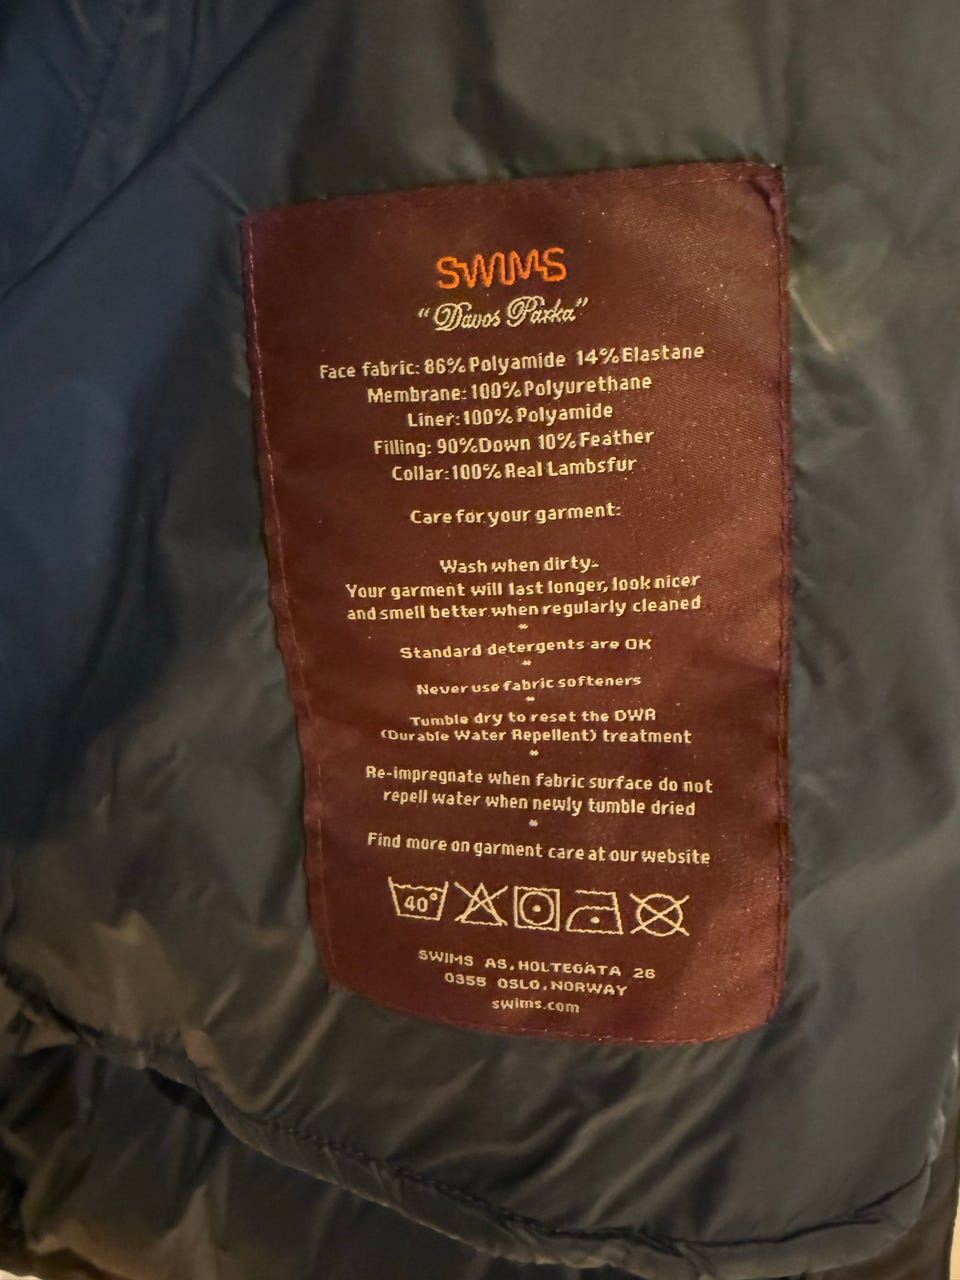 SWIMS
"Davos Parka"
Face fabric: 86% Polyamide 14% Elastane
Membrane: 100% Polyurethane
Liner: 100% Polyamide
Filling: 90% Down 10% Feather
Collar: 100% Real Lambsfur
Care for your garment:
Wash when dirty-
Your garment will last longer, look nicer
and smell better when regularly cleaned
Standard detergents are OK
Never use fabric softeners
Tumble dry to reset the DWR
(Durable Water Repellent) treatment
Re-impregnate when fabric surface do not
repell water when newly tumble dried
Find more on garment care at our website
40°
SWIMS AS, HOLTEGATA 26
0355 OSLO, NORWAY
swims.com